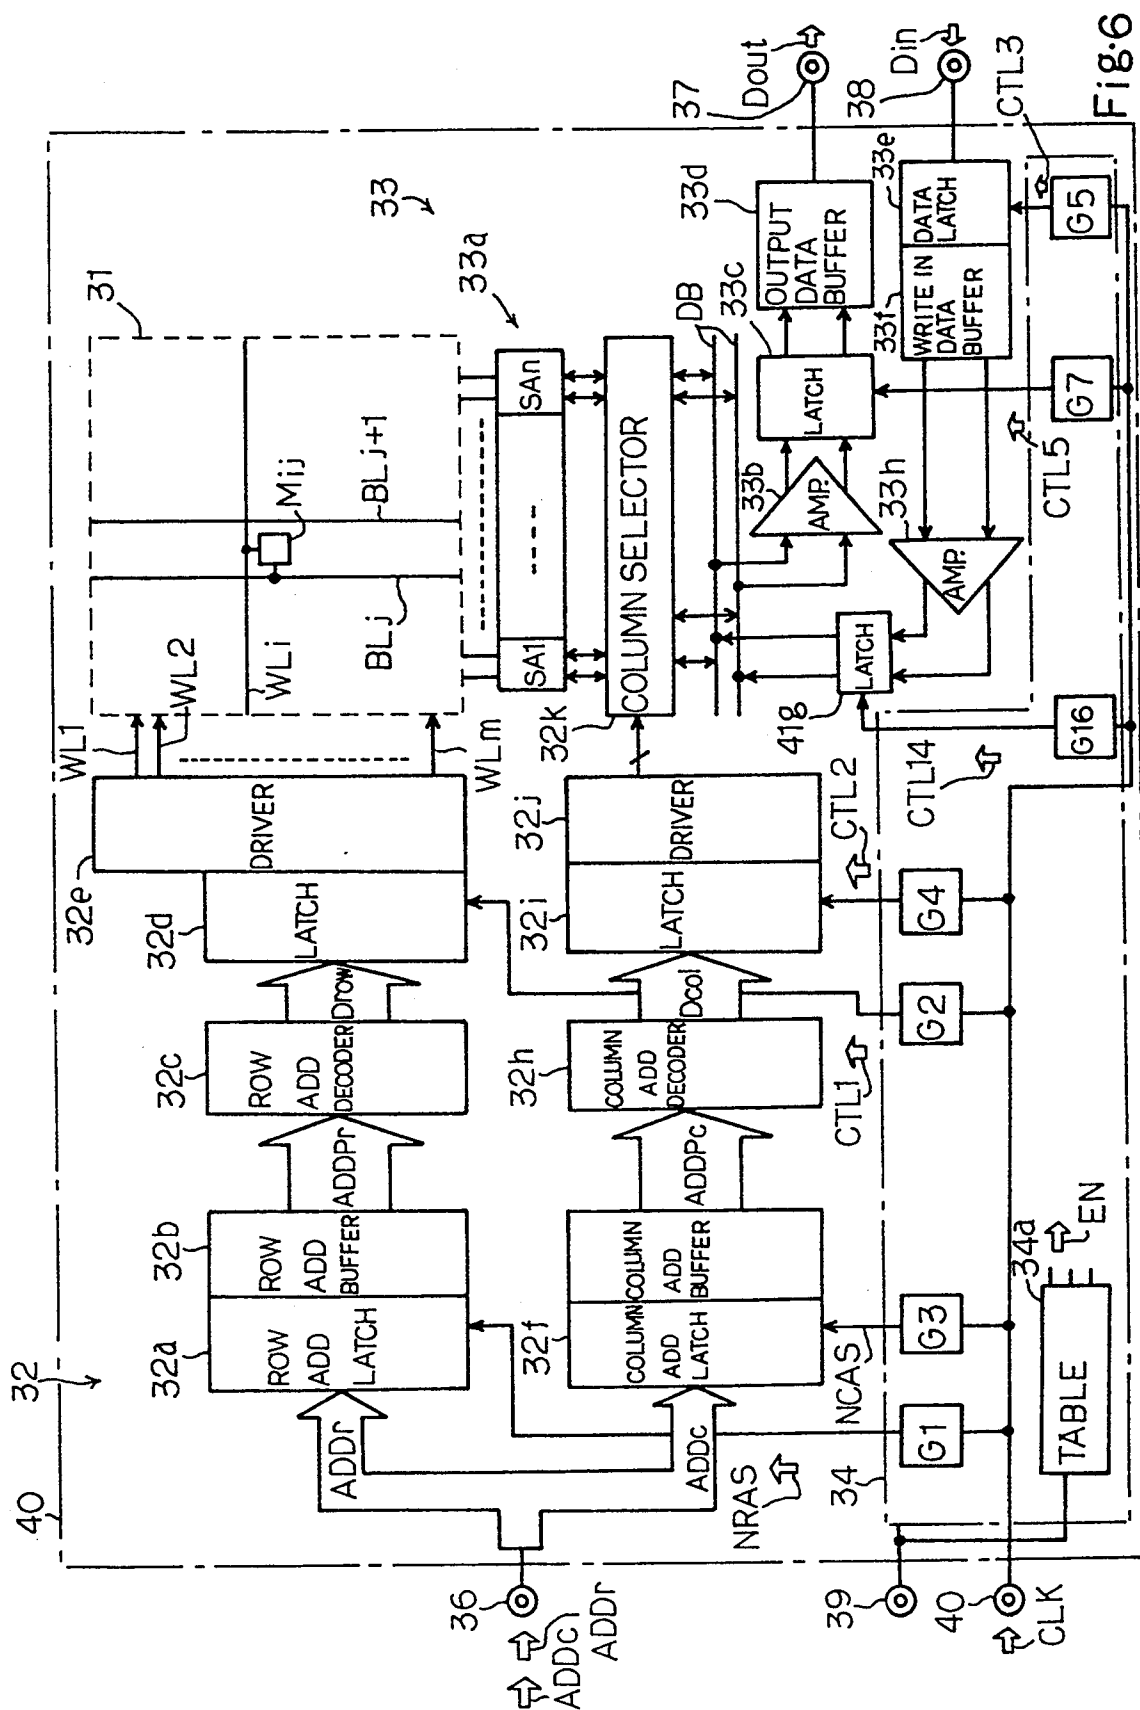 40
32
36
ADDc
ADDr
ADDr
ADDc
32a
ROW
ADD
LATCH
32b
ROW
ADD
BUFFER
ADDPr
32c
ROW
ADD
DECODER
Drow
32d
LATCH
32e
DRIVER
WL1
WL2
WLm
31
WLi
BLj
Mij
BLj+1
33
33a
SA1
SAn
32f
COLUMN
ADD
LATCH
COLUMN
ADD
BUFFER
ADDPc
32h
COLUMN
ADD
DECODER
Dcol
32i
LATCH
32j
DRIVER
32k
COLUMN SELECTOR
DB
33b
AMP.
33c
LATCH
33d
OUTPUT
DATA
BUFFER
37
Dout
41g
LATCH
33h
AMP.
33f
WRITE IN
DATA
BUFFER
33e
DATA
LATCH
38
Din
NRAS
NCAS
CTL1
CTL2
CTL14
CTL5
CTL3
34
G1
G3
G2
G4
G16
G7
G5
39
40
CLK
TABLE
34a
EN
Fig.6